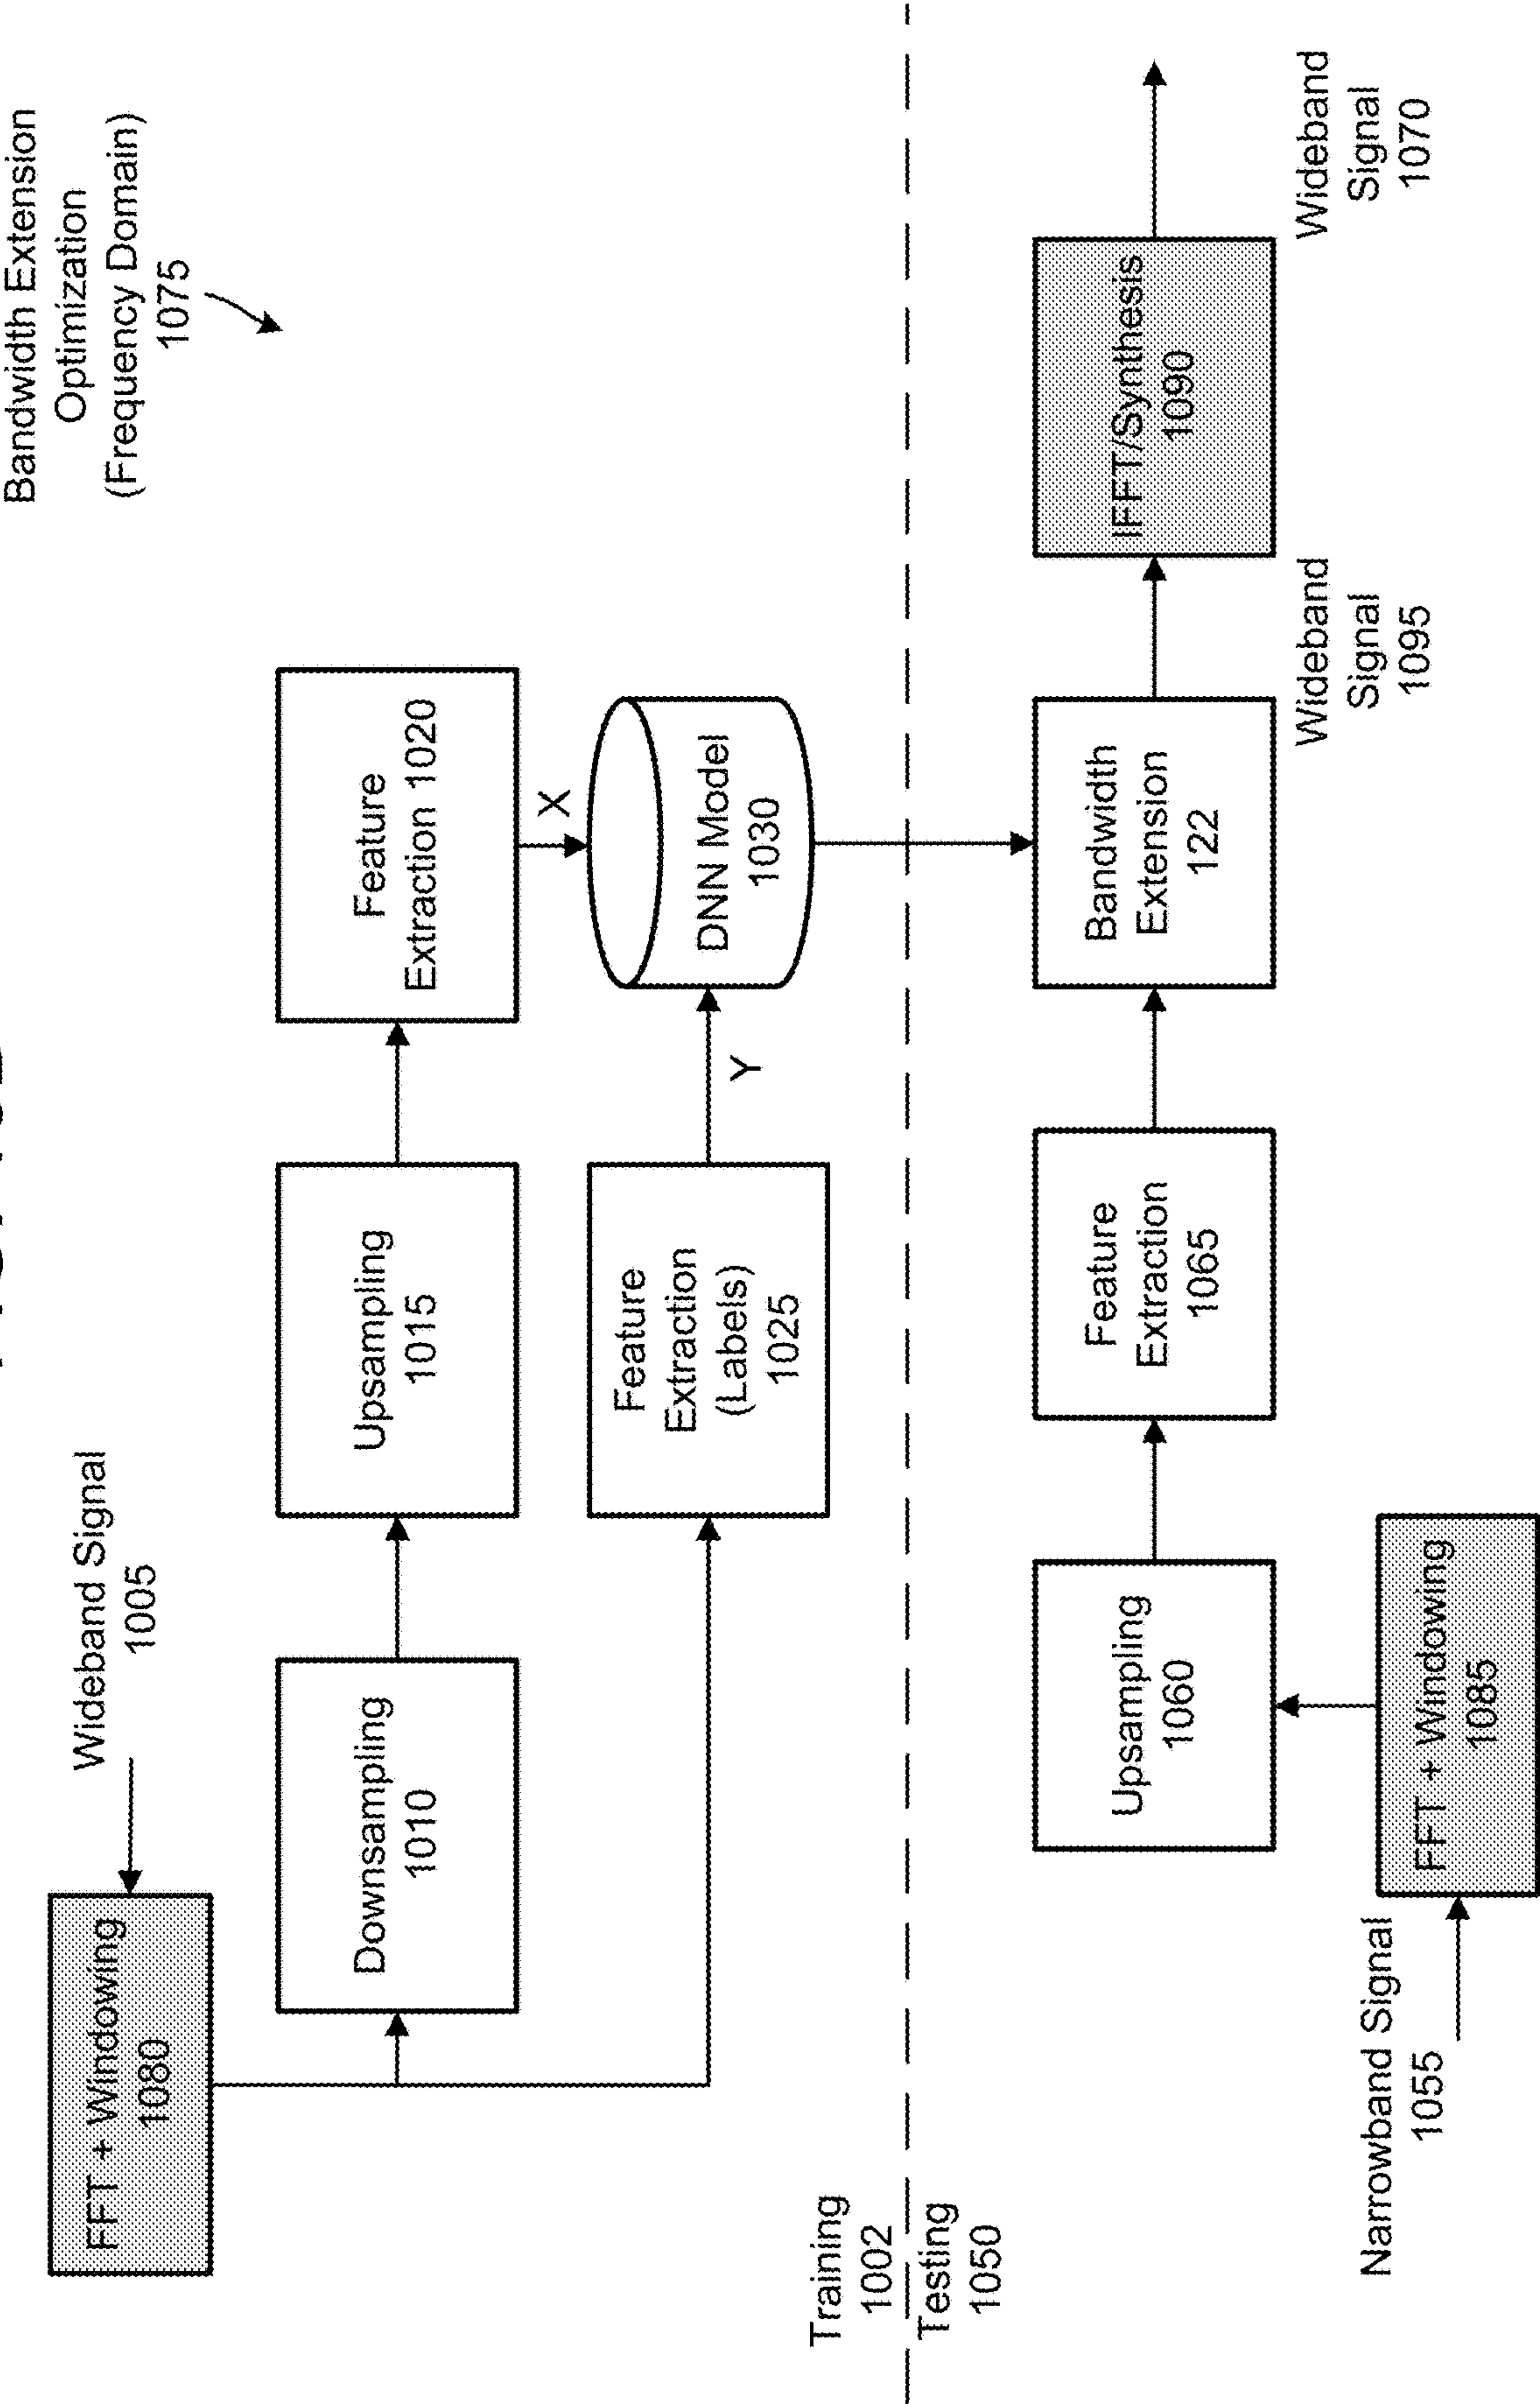 Bandwidth Extension
Optimization
(Frequency Domain)
1075
Wideband Signal
1005
FFT + Windowing
1080
Downsampling
1010
Upsampling
1015
Feature
Extraction 1020
X
Feature
Extraction
(Labels)
1025
Y
DNN Model
1030
Training
1002
Testing
1050
Narrowband Signal
1055
FFT + Windowing
1085
Upsampling
1060
Feature
Extraction
1065
Bandwidth
Extension
122
Wideband
Signal
1095
IFFT/Synthesis
1090
Wideband
Signal
1070